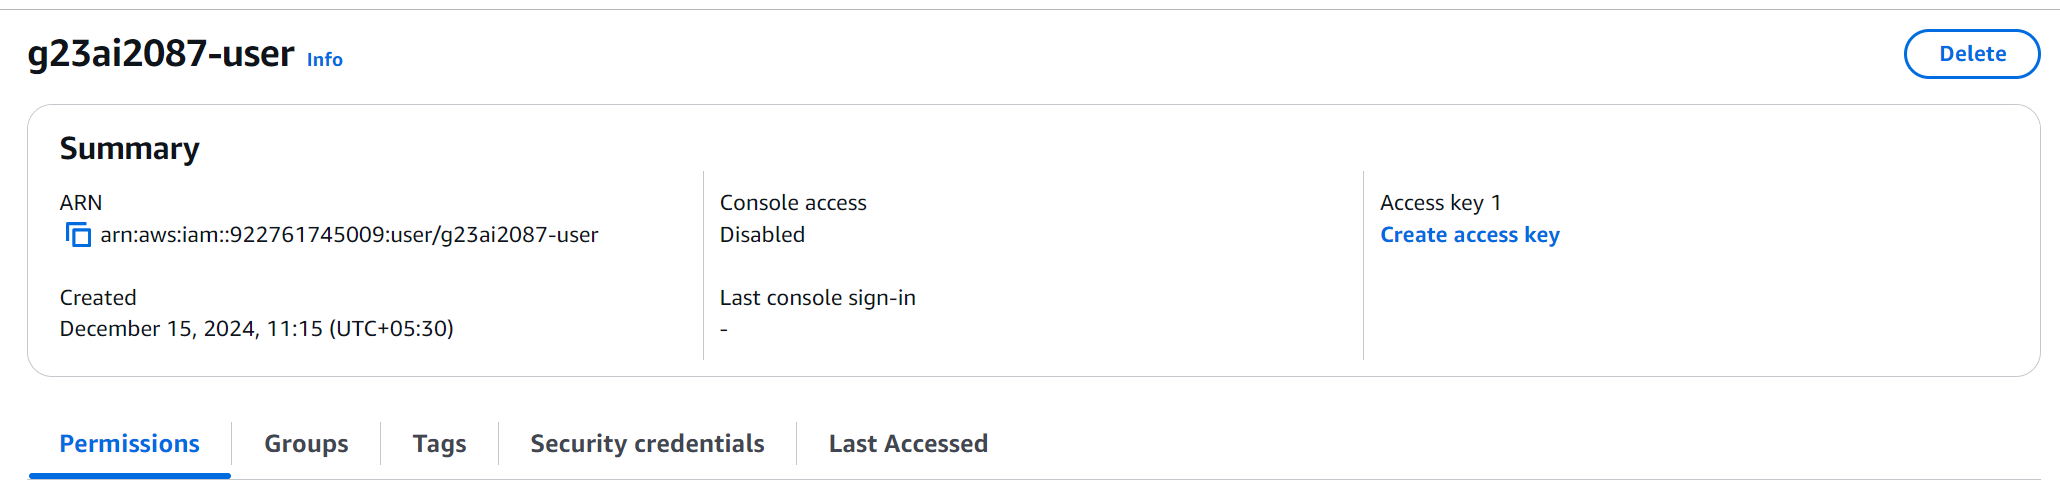 g23ai2087-user Info
Delete
Summary
ARN
arn:aws:iam::922761745009:user/g23ai2087-user
Created
December 15, 2024, 11:15 (UTC+05:30)
Console access
Disabled
Last console sign-in
-
Access key 1
Create access key
Permissions
Groups
Tags
Security credentials
Last Accessed